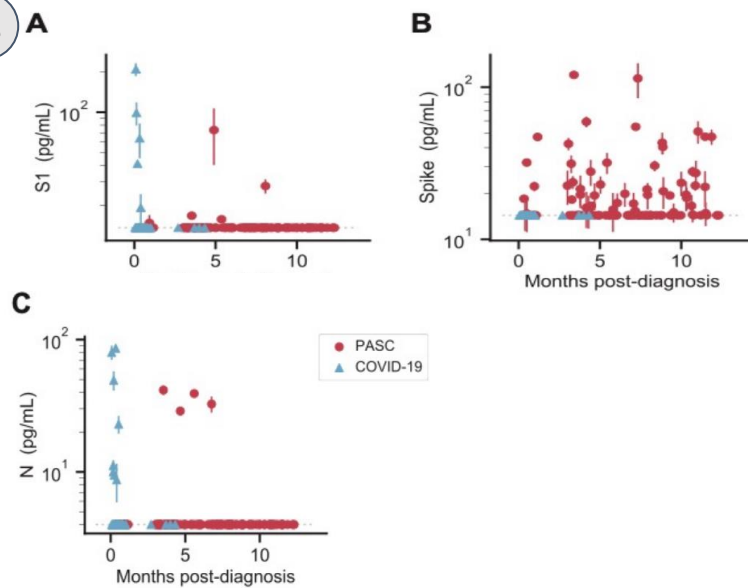 A
S1 (pg/mL)
10²
0 5 10
B
Spike (pg/mL)
10²
10¹
0 5 10
Months post-diagnosis
C
N (pg/mL)
10²
10¹
0 5 10
Months post-diagnosis
PASC
COVID-19